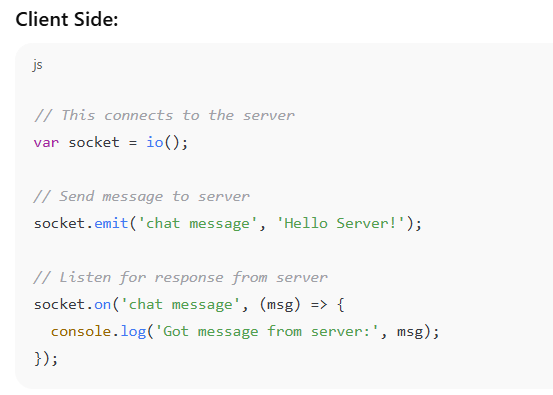 Client Side:
js
// This connects to the server
var socket = io();
// Send message to server
socket.emit('chat message', 'Hello Server!');
// Listen for response from server
socket.on('chat message', (msg) => {
  console.log('Got message from server:', msg);
});